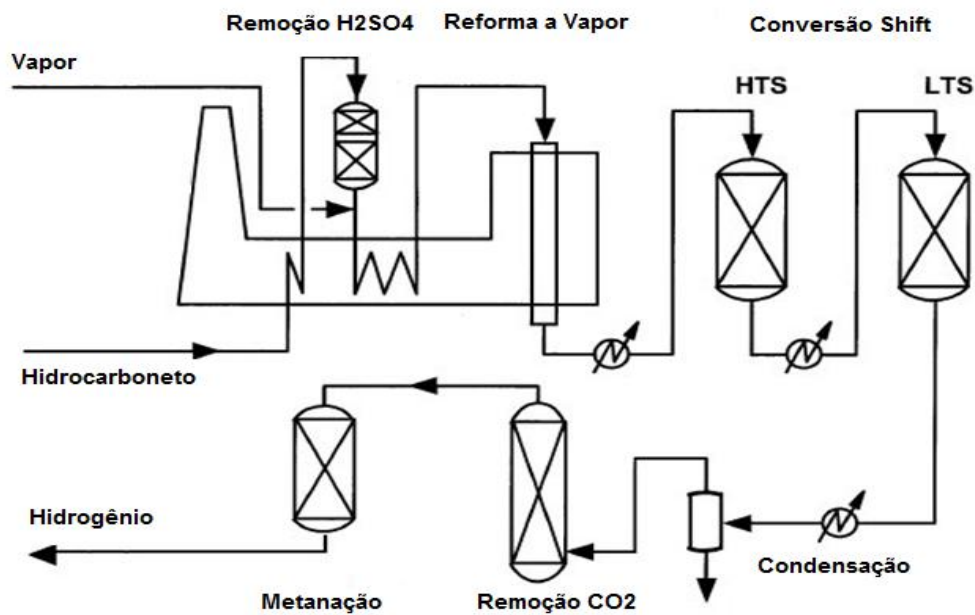 Remoção H2SO4
Reforma a Vapor
Conversão Shift
Vapor
HTS
LTS
Hidrocarboneto
Hidrogênio
Condensação
Metanação
Remoção CO2